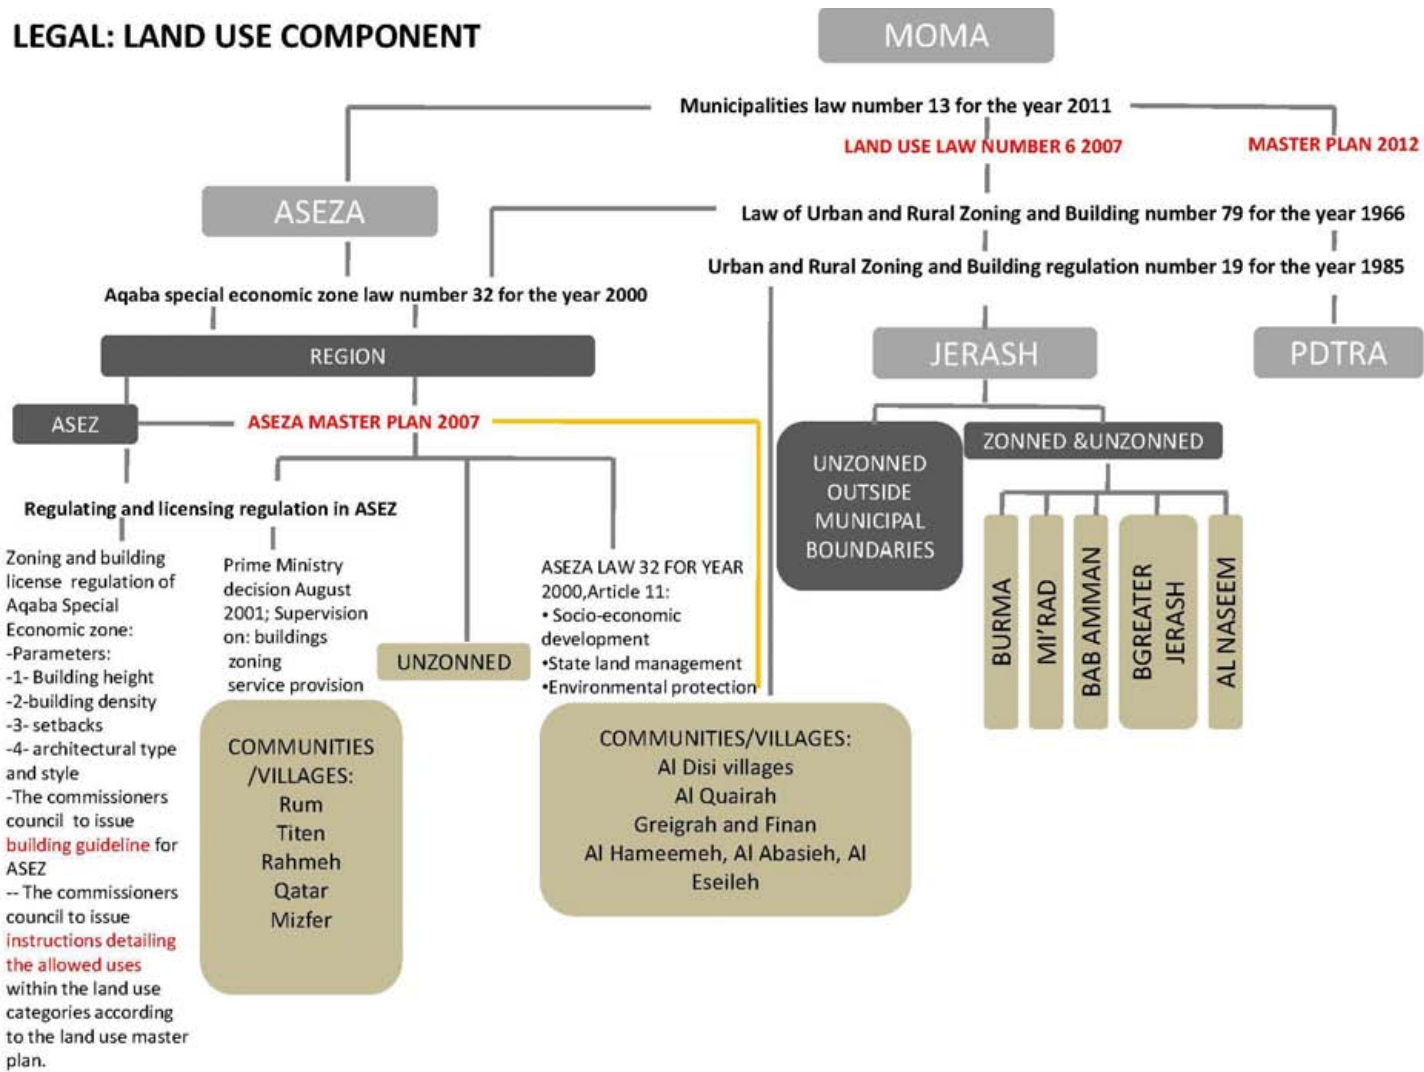 LEGAL: LAND USE COMPONENT
MOMA
Municipalities law number 13 for the year 2011
LAND USE LAW NUMBER 6 2007
MASTER PLAN 2012
ASEZA
Law of Urban and Rural Zoning and Building number 79 for the year 1966
Urban and Rural Zoning and Building regulation number 19 for the year 1985
Aqaba special economic zone law number 32 for the year 2000
REGION
JERASH
PDTRA
ASEZ
ASEZA MASTER PLAN 2007
UNZONNED
OUTSIDE
MUNICIPAL
BOUNDARIES
ZONNED &UNZONNED
BURMA
MI'RAD
BAB AMMAN
BGREATER
JERASH
AL NASEEM
Regulating and licensing regulation in ASEZ
Zoning and building
license regulation of
Aqaba Special
Economic zone:
-Parameters:
-1- Building height
-2-building density
-3- setbacks
-4- architectural type
and style
-The commissioners
council to issue
building guideline for
ASEZ
-- The commissioners
council to issue
instructions detailing
the allowed uses
within the land use
categories according
to the land use master
plan.
Prime Ministry
decision August
2001; Supervision
on: buildings
zoning
service provision
COMMUNITIES
/VILLAGES:
Rum
Titen
Rahmeh
Qatar
Mizfer
UNZONNED
ASEZA LAW 32 FOR YEAR
2000,Article 11:
• Socio-economic
development
•State land management
•Environmental protection
COMMUNITIES/VILLAGES:
Al Disi villages
Al Quairah
Greigrah and Finan
Al Hameemeh, Al Abasieh, Al
Eseileh